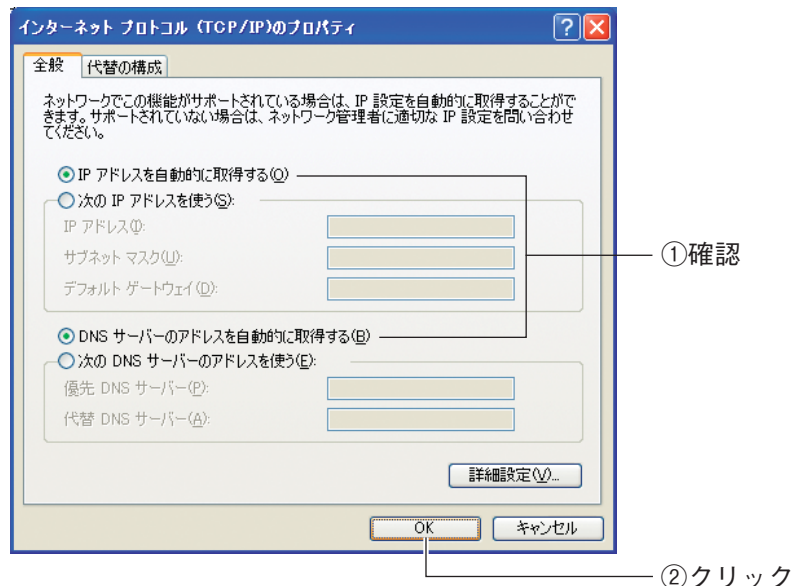 インターネット プロトコル (TCP/IP)のプロパティ
全般 代替の構成
ネットワークでこの機能がサポートされている場合は、IP 設定を自動的に取得することがで
きます。サポートされていない場合は、ネットワーク管理者に適切な IP 設定を問い合わせ
てください。
IP アドレスを自動的に取得する(O)
次の IP アドレスを使う(S):
IP アドレス(I):
サブネット マスク(U):
①確認
デフォルト ゲートウェイ(D):
DNS サーバーのアドレスを自動的に取得する(B)
次の DNS サーバーのアドレスを使う(E):
優先 DNS サーバー(P):
代替 DNS サーバー(A):
詳細設定(V)...
OK キャンセル
②クリック